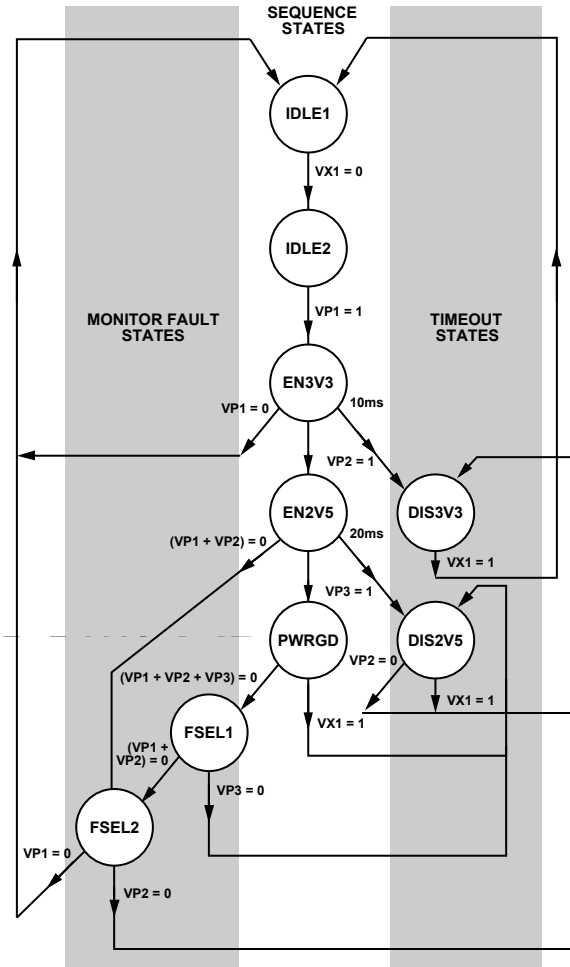 SEQUENCE
STATES
IDLE1
VX1 = 0
IDLE2
MONITOR FAULT
STATES
VP1 = 1
TIMEOUT
STATES
EN3V3
VP1 = 0
10ms
VP2 = 1
DIS3V3
EN2V5
(VP1 + VP2) = 0
20ms
VX1 = 1
VP3 = 1
PWRGD
DIS2V5
VP2 = 0
(VP1 + VP2 + VP3) = 0
VX1 = 1
FSEL1
VX1 = 1
(VP1 +
VP2) = 0
VP3 = 0
FSEL2
VP1 = 0
VP2 = 0